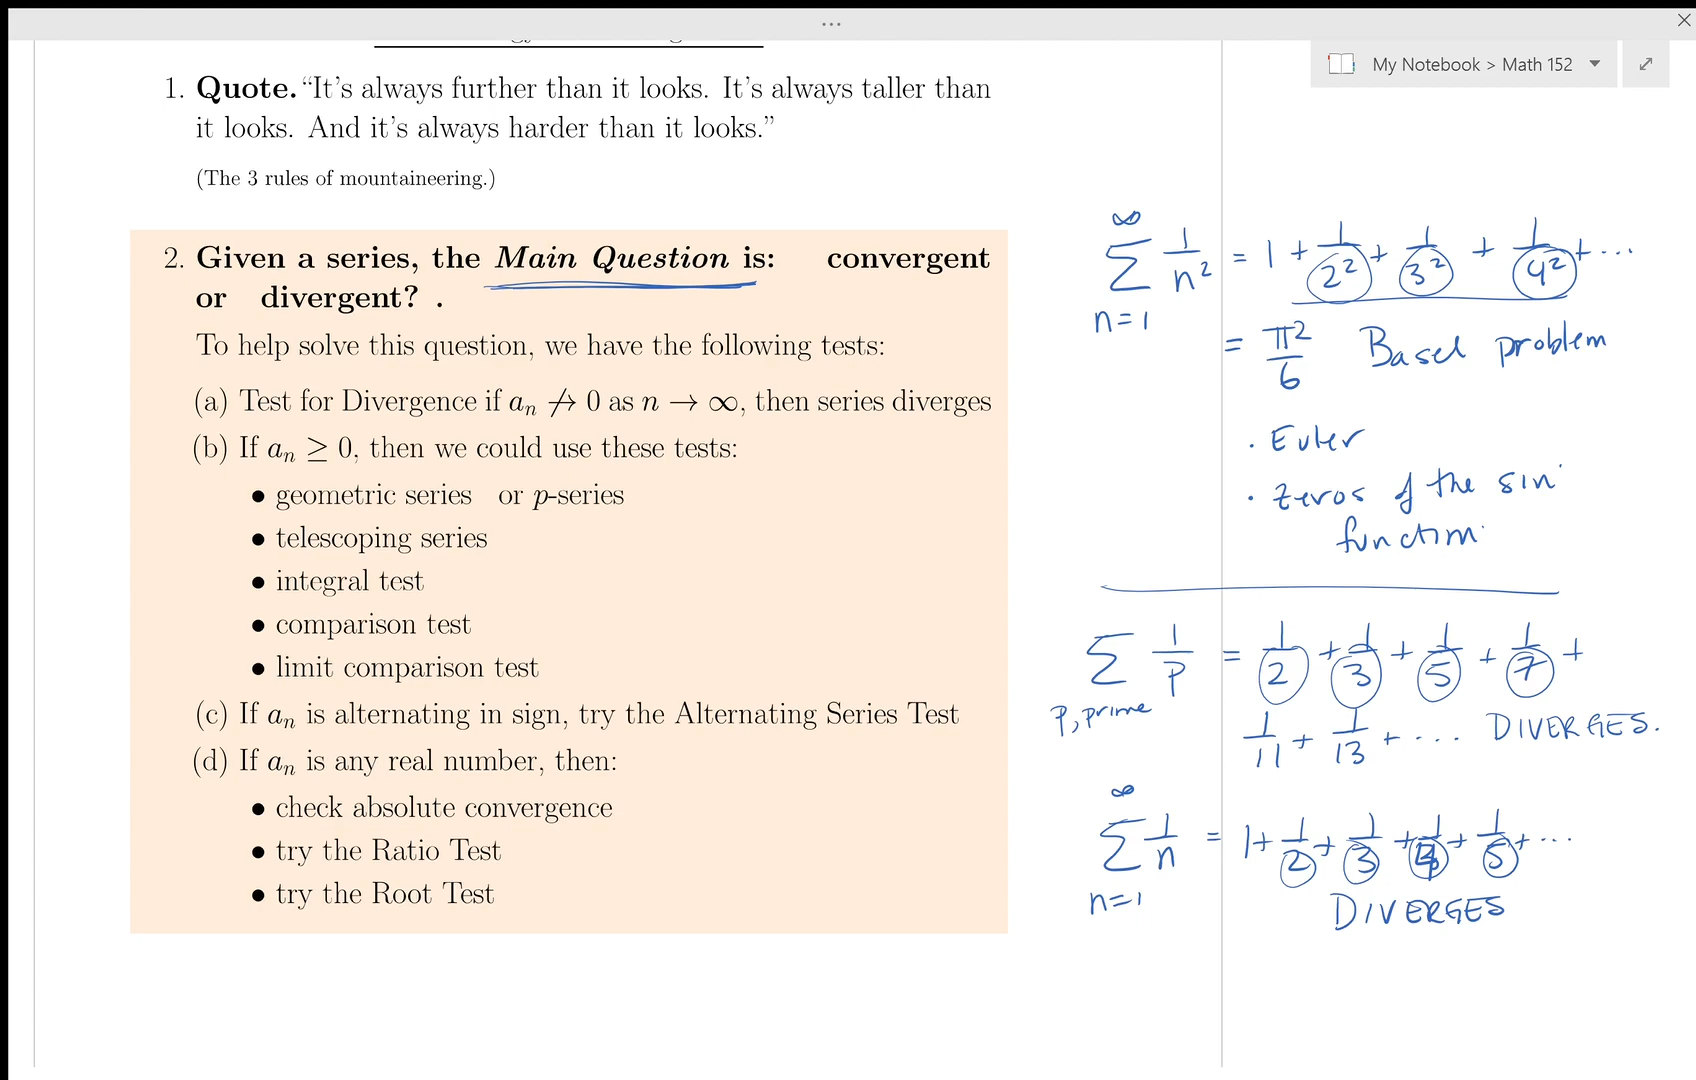 ...
My Notebook > Math 152
1. Quote. “It’s always further than it looks. It’s always taller than
it looks. And it’s always harder than it looks.”
(The 3 rules of mountaineering.)
2. Given a series, the Main Question is: convergent
or divergent? .
To help solve this question, we have the following tests:
(a) Test for Divergence if aₙ ↛ 0 as n → ∞, then series diverges
(b) If aₙ ≥ 0, then we could use these tests:
• geometric series or p-series
• telescoping series
• integral test
• comparison test
• limit comparison test
(c) If aₙ is alternating in sign, try the Alternating Series Test
(d) If aₙ is any real number, then:
• check absolute convergence
• try the Ratio Test
• try the Root Test
∞
∑ 1/n² = 1 + 1/2² + 1/3² + 1/4² + ...
n=1
= π²/6 Basel problem
· Euler
· zeros of the sin
function
∑ 1/p = 1/2 + 1/3 + 1/5 + 1/7 +
p, prime
1/11 + 1/13 + ... DIVERGES.
∞
∑ 1/n = 1 + 1/2 + 1/3 + 1/4 + 1/5 + ...
n=1
DIVERGES